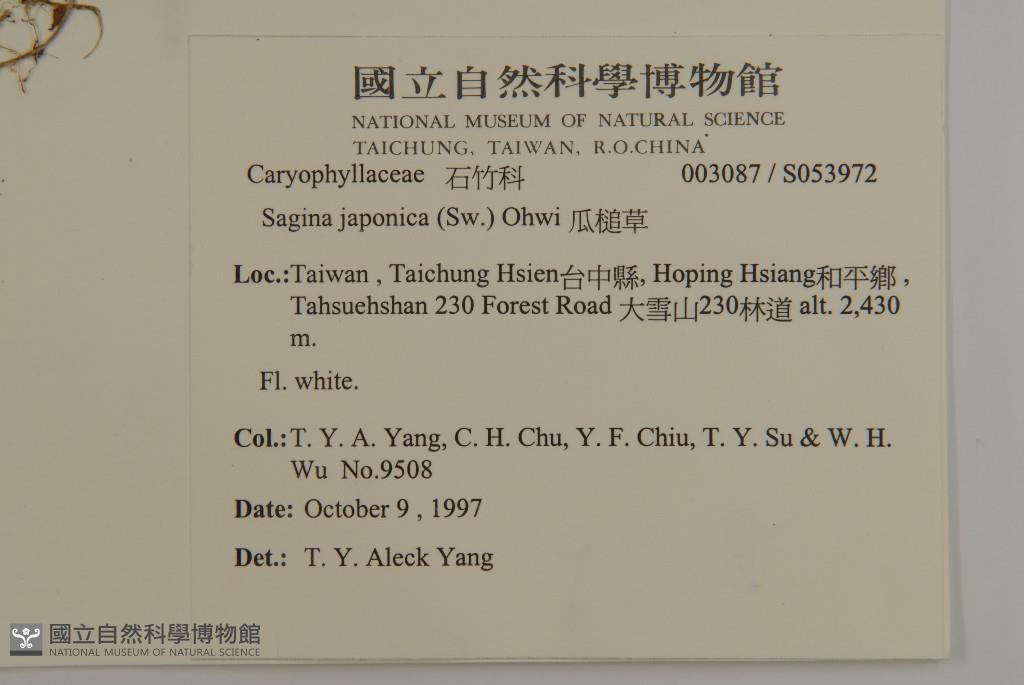 國立自然科學博物館
NATIONAL MUSEUM OF NATURAL SCIENCE
TAICHUNG, TAIWAN, R.O.CHINA
Caryophyllaceae 石竹科 003087 / S053972
Sagina japonica (Sw.) Ohwi 瓜槌草
Loc.:Taiwan , Taichung Hsien台中縣, Hoping Hsiang和平鄉 ,
Tahsuehshan 230 Forest Road 大雪山230林道 alt. 2,430
m.
Fl. white.
Col.:T. Y. A. Yang, C. H. Chu, Y. F. Chiu, T. Y. Su & W. H.
Wu No.9508
Date: October 9 , 1997
Det.: T. Y. Aleck Yang
國立自然科學博物館
NATIONAL MUSEUM OF NATURAL SCIENCE